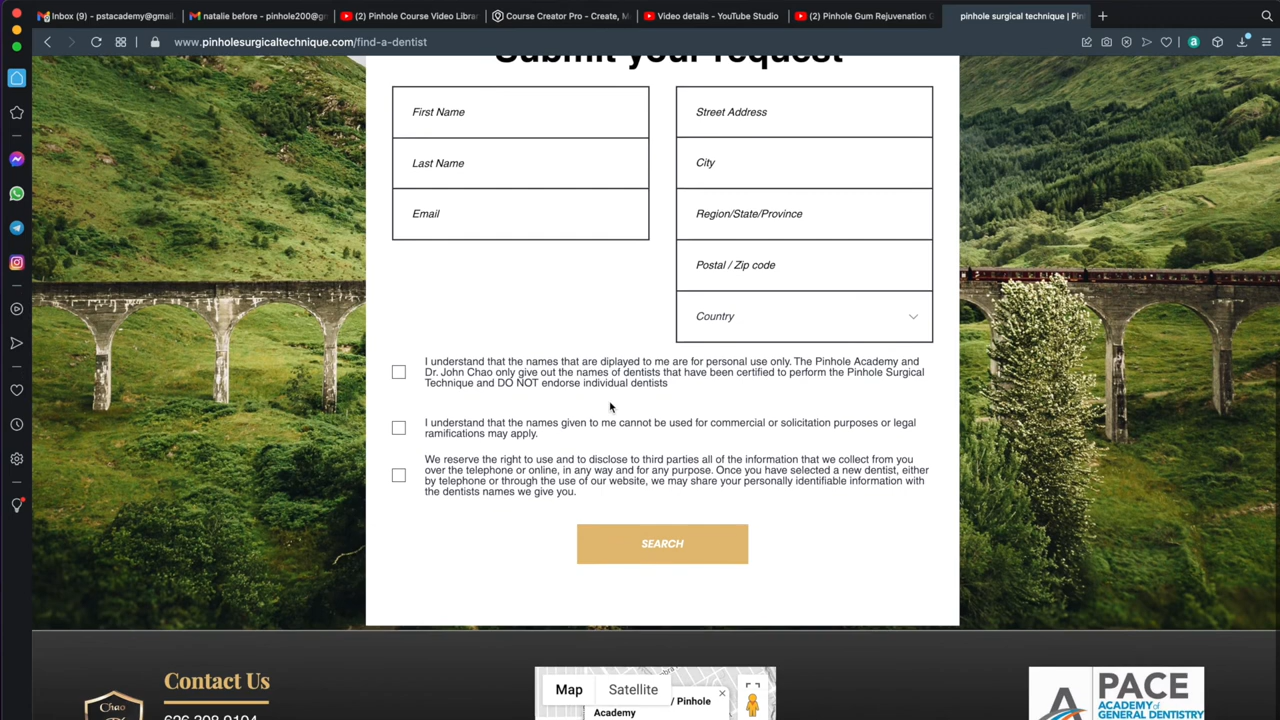 Inbox (9) - pstacademy@gmail.
natalie before - pinhole200@g
(2) Pinhole Course Video Libra
Course Creator Pro - Create, M
Video details - YouTube Studio
(2) Pinhole Gum Rejuvenation
pinhole surgical technique | Pin
www.pinholesurgicaltechnique.com/find-a-dentist
Submit your request
First Name
Last Name
Email
Street Address
City
Region/State/Province
Postal / Zip code
Country
I understand that the names that are diplayed to me are for personal use only. The Pinhole Academy and
Dr. John Chao only give out the names of dentists that have been certified to perform the Pinhole Surgical
Technique and DO NOT endorse individual dentists
I understand that the names given to me cannot be used for commercial or solicitation purposes or legal
ramifications may apply.
We reserve the right to use and to disclose to third parties all of the information that we collect from you
over the telephone or online, in any way and for any purpose. Once you have selected a new dentist, either
by telephone or through the use of our website, we may share your personally identifiable information with
the dentists names we give you.
SEARCH
Contact Us
626.308.9104
Chao
Map
Satellite
/ Pinhole
Academy
PACE
ACADEMY of
GENERAL DENTISTRY